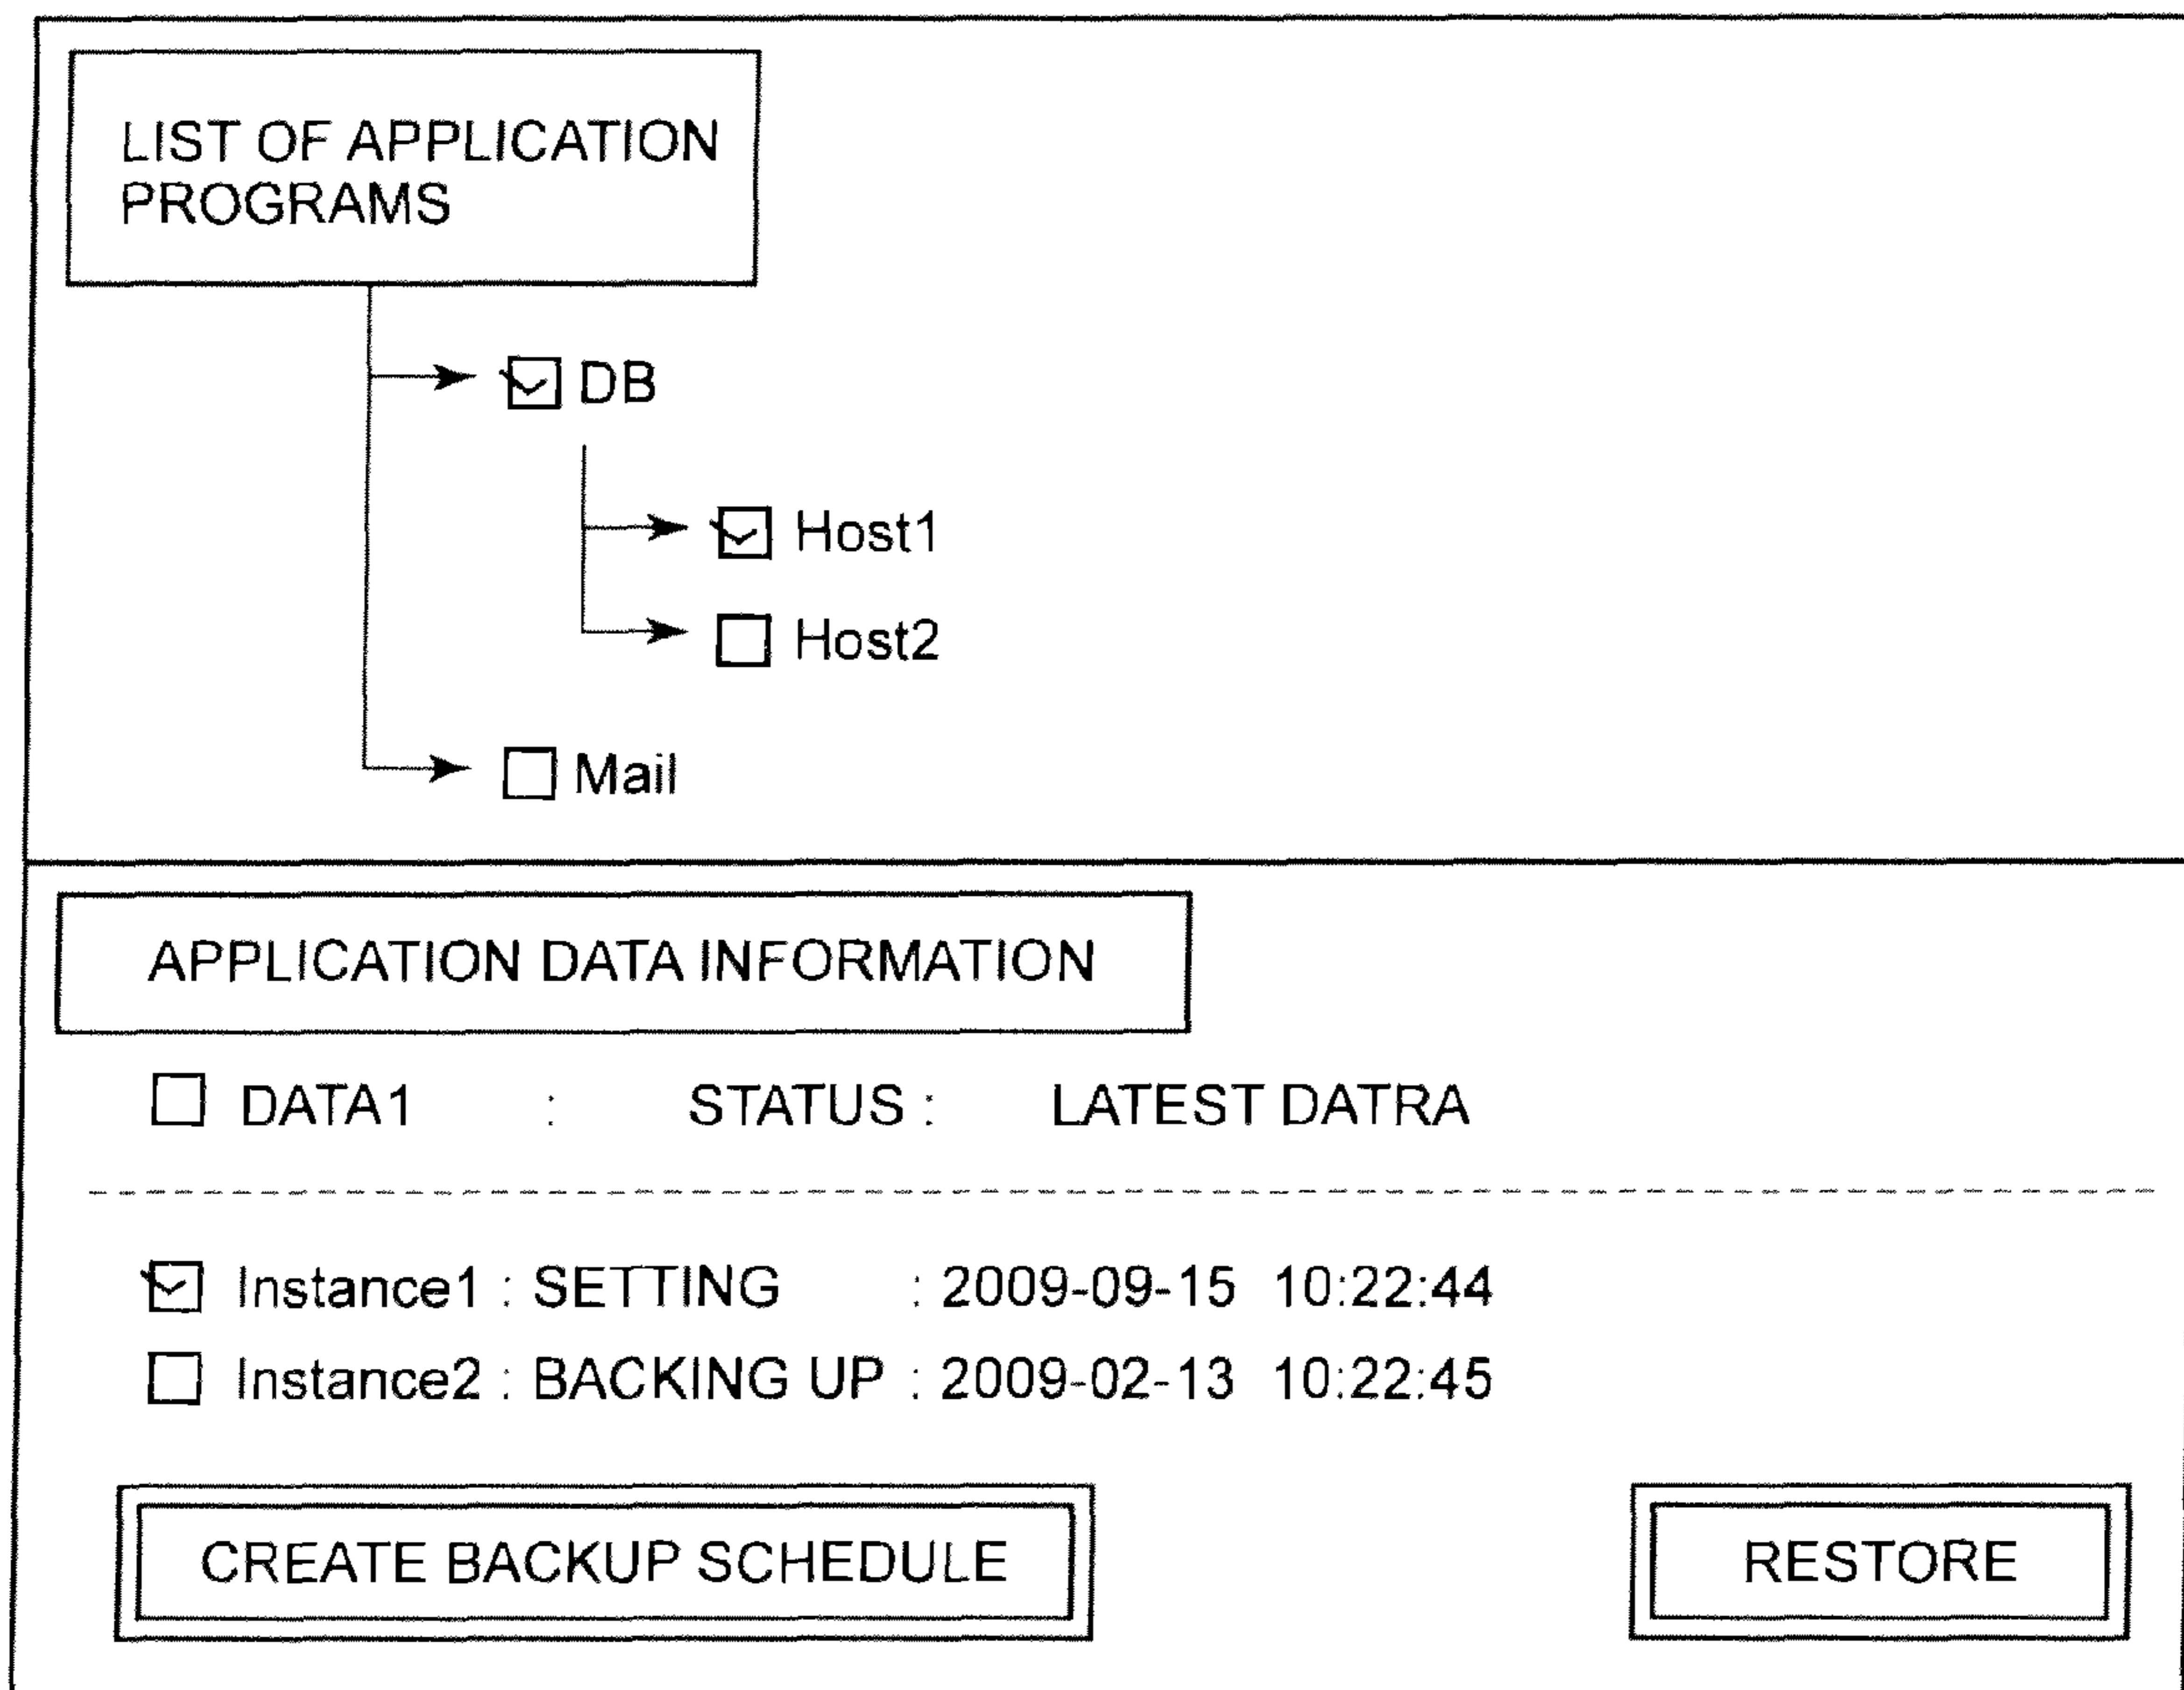 LIST OF APPLICATION
PROGRAMS
DB
Host1
Host2
Mail
APPLICATION DATA INFORMATION
DATA1 : STATUS : LATEST DATRA
Instance1 : SETTING : 2009-09-15 10:22:44
Instance2 : BACKING UP : 2009-02-13 10:22:45
CREATE BACKUP SCHEDULE
RESTORE